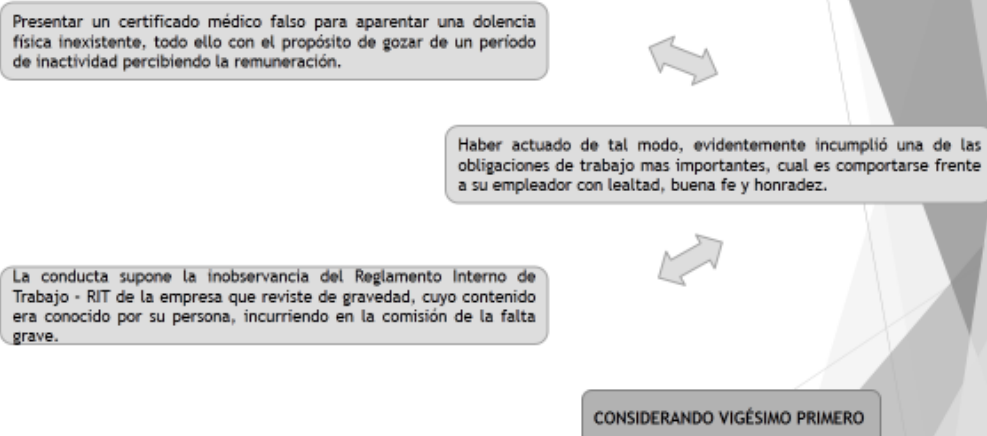 Presentar un certificado médico falso para aparentar una dolencia
física inexistente, todo ello con el propósito de gozar de un período
de inactividad percibiendo la remuneración.
Haber actuado de tal modo, evidentemente incumplió una de las
obligaciones de trabajo mas importantes, cual es comportarse frente
a su empleador con lealtad, buena fe y honradez.
La conducta supone la inobservancia del Reglamento Interno de
Trabajo - RIT de la empresa que reviste de gravedad, cuyo contenido
era conocido por su persona, incurriendo en la comisión de la falta
grave.
CONSIDERANDO VIGÉSIMO PRIMERO